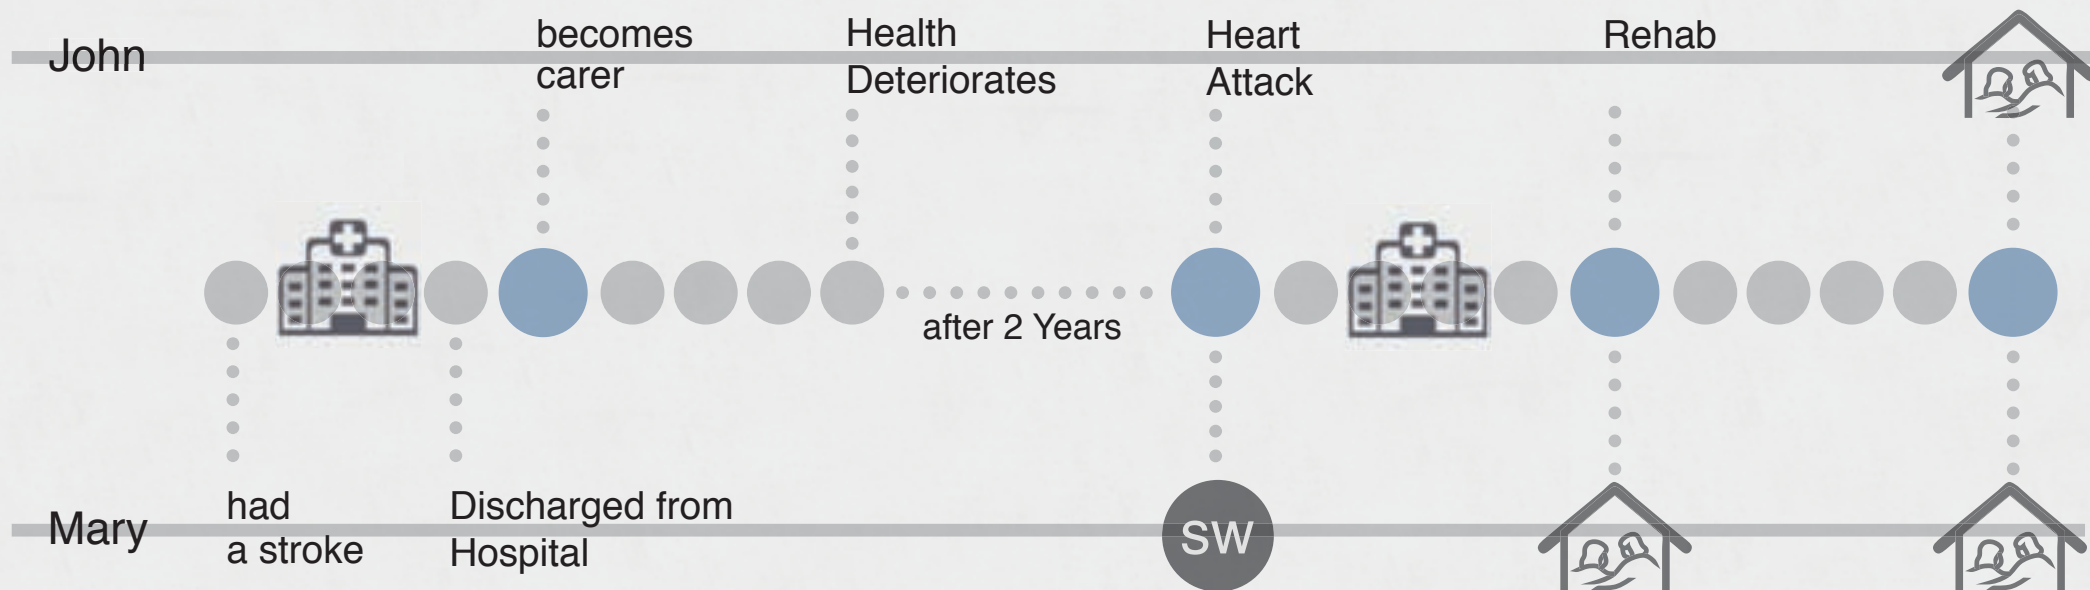 John
becomes
carer
Health
Deteriorates
Heart
Attack
Rehab
after 2 Years
Mary
had
a stroke
Discharged from
Hospital
SW